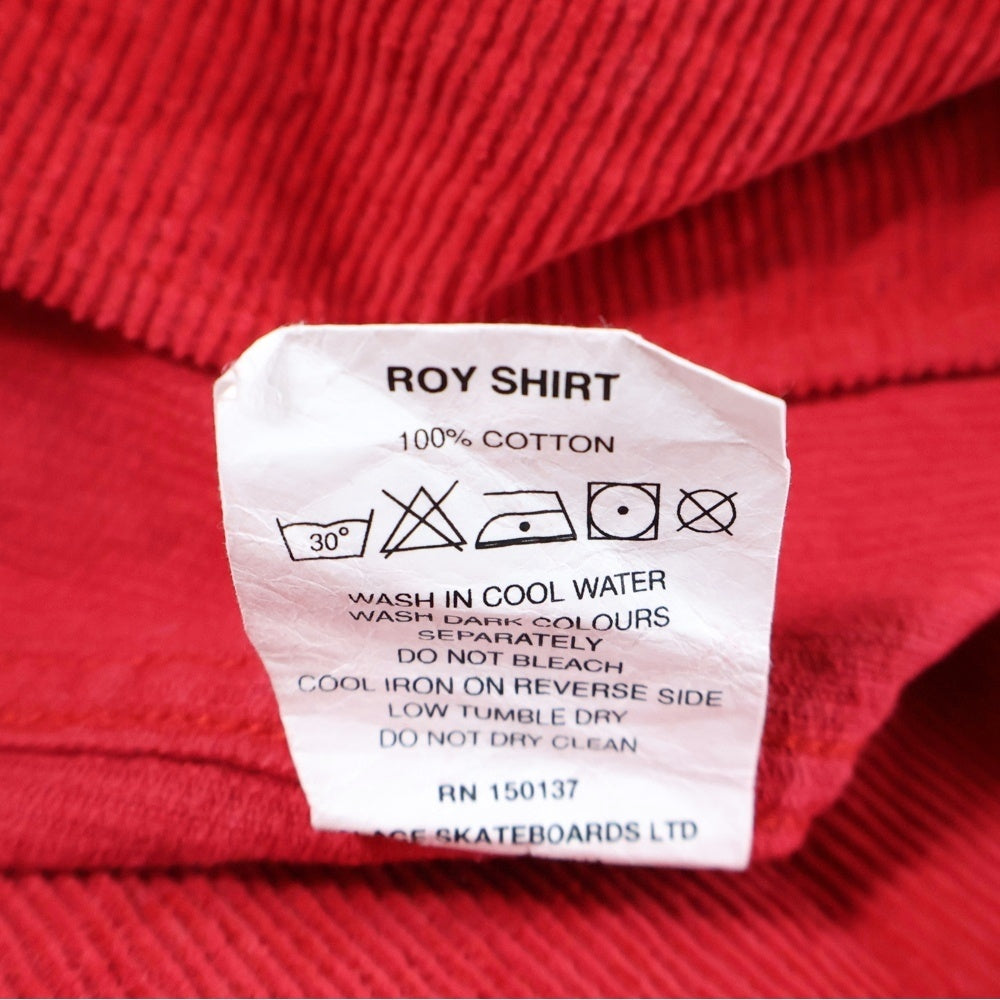 ROY SHIRT
100% COTTON
30°
WASH IN COOL WATER
WASH DARK COLOURS
SEPARATELY
DO NOT BLEACH
COOL IRON ON REVERSE SIDE
LOW TUMBLE DRY
DO NOT DRY CLEAN
RN 150137
SKATEBOARDS LTD